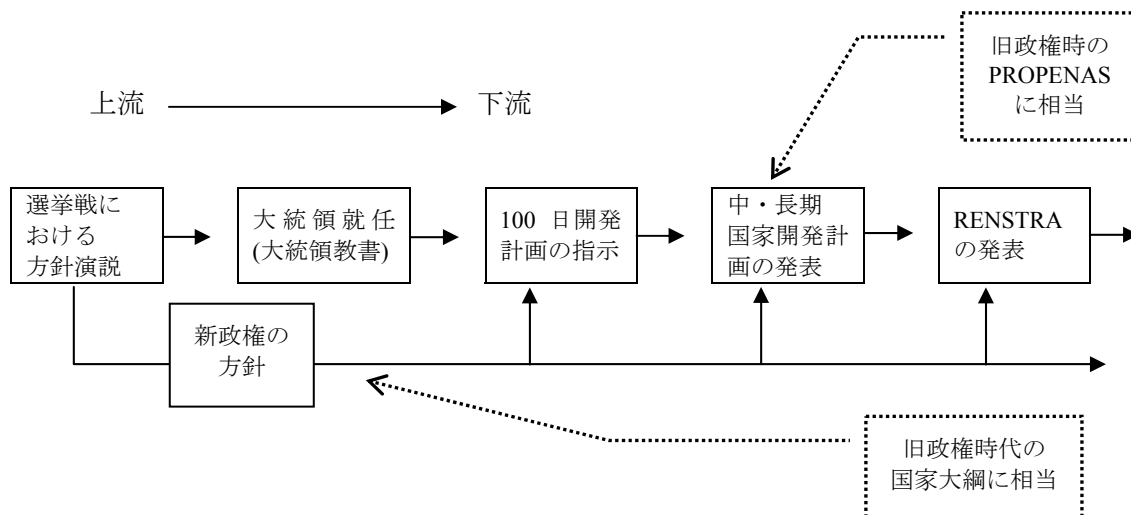 旧政権時の
PROPENAS
に相当
上流
下流
選挙戦に
おける
方針演説
大統領就任
(大統領教書)
100 日開発
計画の指示
中・長期
国家開発計
画の発表
RENSTRA
の発表
新政権の
方針
旧政権時代の
国家大綱に相当